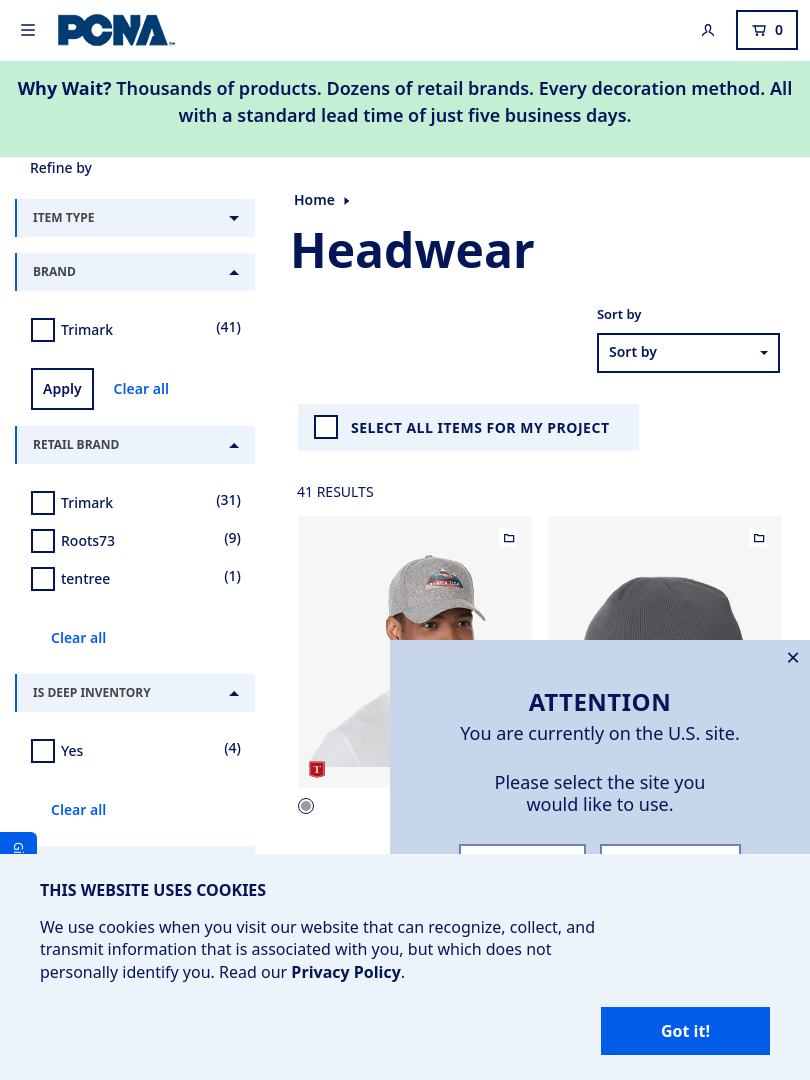 PCNA
0
Why Wait? Thousands of products. Dozens of retail brands. Every decoration method. All
with a standard lead time of just five business days.
Refine by
ITEM TYPE
BRAND
Trimark (41)
Apply Clear all
RETAIL BRAND
Trimark (31)
Roots73 (9)
tentree (1)
Clear all
IS DEEP INVENTORY
Yes (4)
Clear all
Home
Headwear
Sort by
Sort by
SELECT ALL ITEMS FOR MY PROJECT
41 RESULTS
T
ATTENTION
You are currently on the U.S. site.
Please select the site you
would like to use.
THIS WEBSITE USES COOKIES
We use cookies when you visit our website that can recognize, collect, and
transmit information that is associated with you, but which does not
personally identify you. Read our Privacy Policy.
Got it!